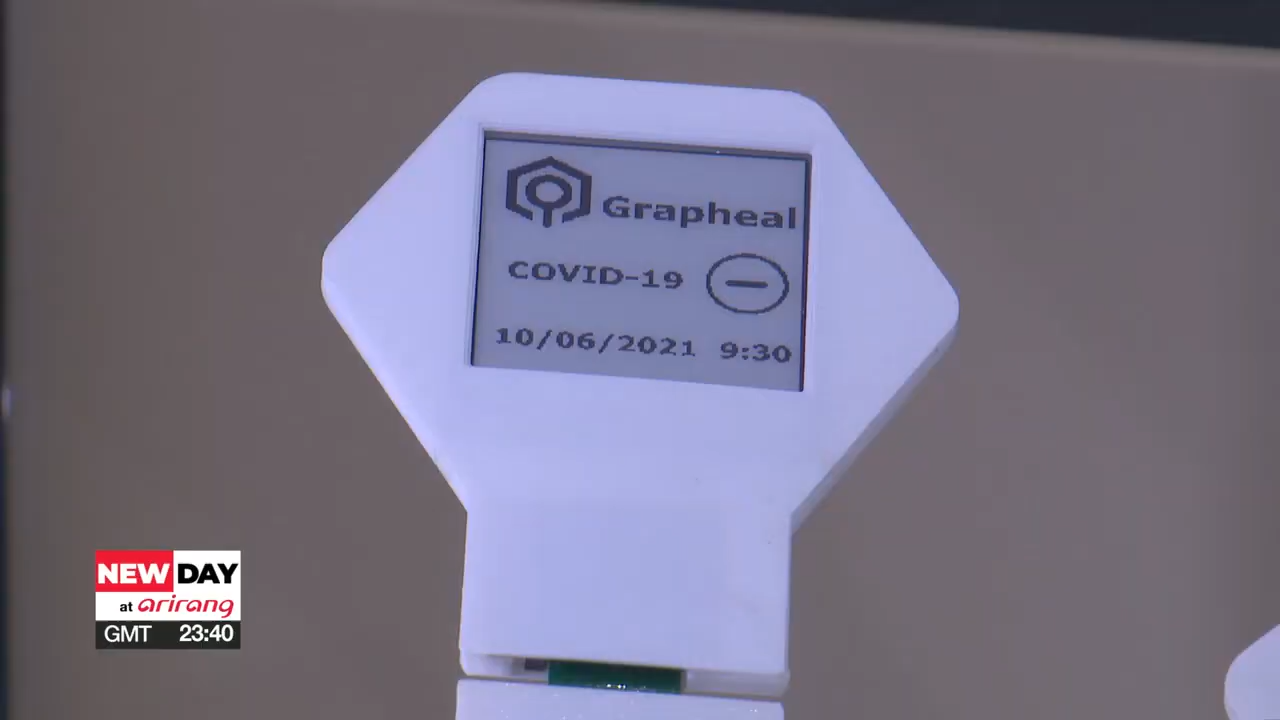 Grapheal
COVID-19
10/06/2021 9:30
NEW DAY
at arirang
GMT 23:40